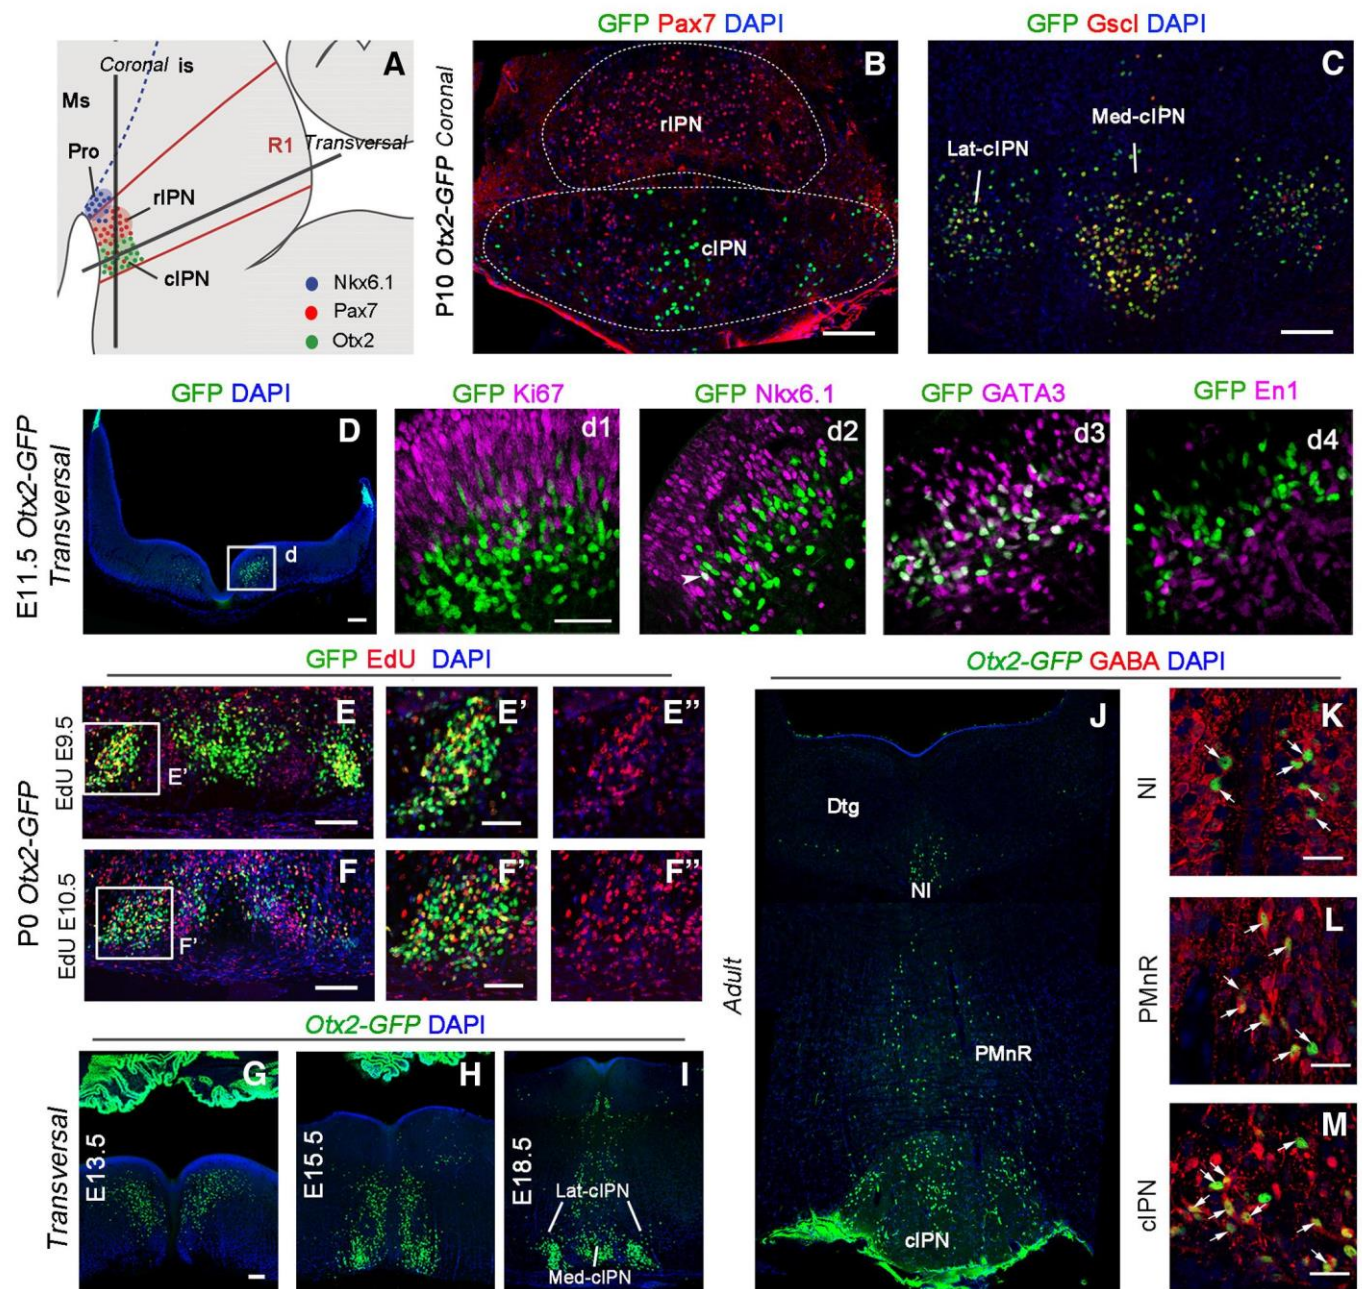 GFP Pax7 DAPI
GFP Gscl DAPI
A
Coronal is
Ms
Pro
R1
Transversal
rIPN
cIPN
Nkx6.1
Pax7
Otx2
P10 Otx2-GFP Coronal
B
rIPN
cIPN
C
Med-cIPN
Lat-cIPN
GFP DAPI
GFP Ki67
GFP Nkx6.1
GFP GATA3
GFP En1
E11.5 Otx2-GFP
Transversal
D
d
d1
d2
d3
d4
GFP EdU DAPI
P0 Otx2-GFP
EdU E9.5
E
E'
E'
E''
EdU E10.5
F
F'
F'
F''
Otx2-GFP DAPI
Transversal
E13.5
G
E15.5
H
E18.5
I
Lat-cIPN
Med-cIPN
Otx2-GFP GABA DAPI
Adult
J
Dtg
NI
PMnR
cIPN
NI
K
PMnR
L
cIPN
M